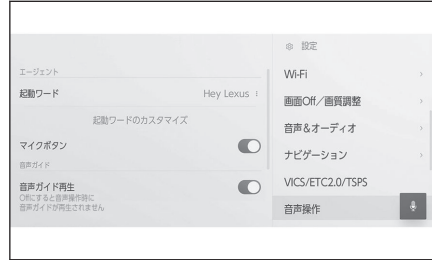 エージェント
起動ワード
Hey Lexus
起動ワードのカスタマイズ
マイクボタン
音声ガイド
音声ガイド再生
Offにすると音声操作時に
音声ガイドが再生されません
設定
Wi-Fi
画面Off/画質調整
音声&オーディオ
ナビゲーション
VICS/ETC2.0/TSPS
音声操作